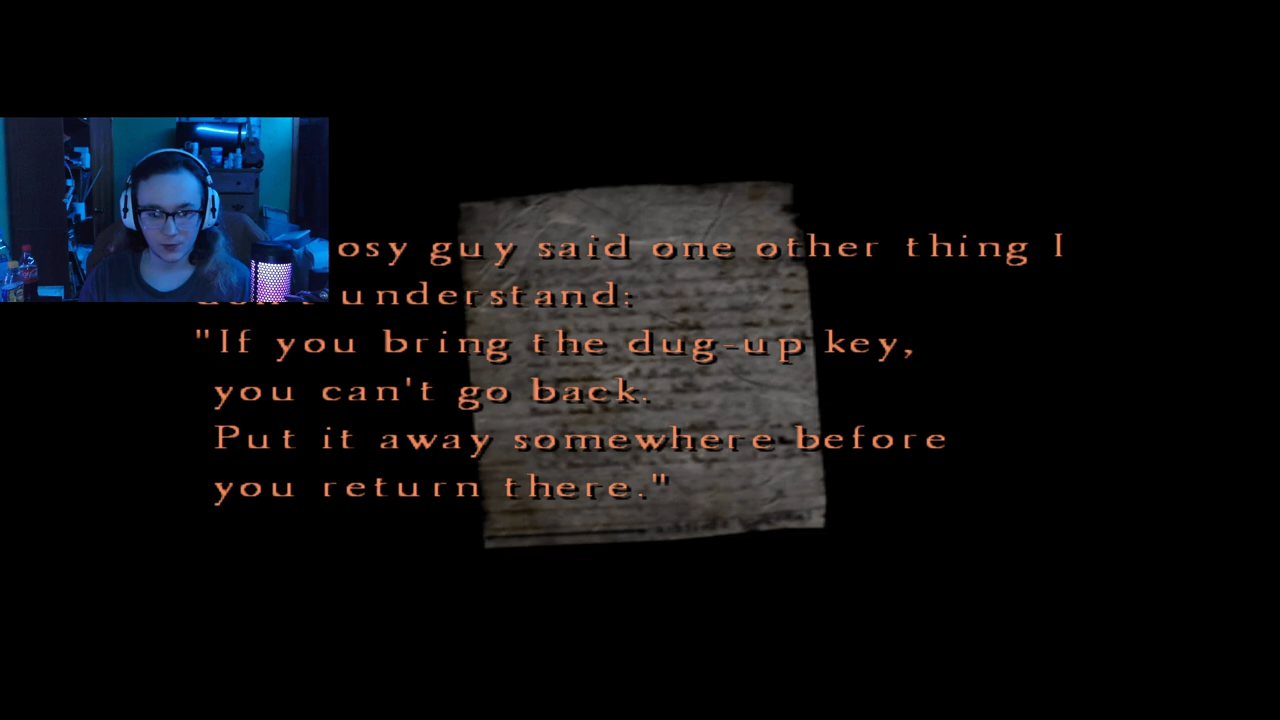 guy said one other thing I
understand:
"If you bring the dug-up key,
you can't go back.
Put it away somewhere before
you return there."